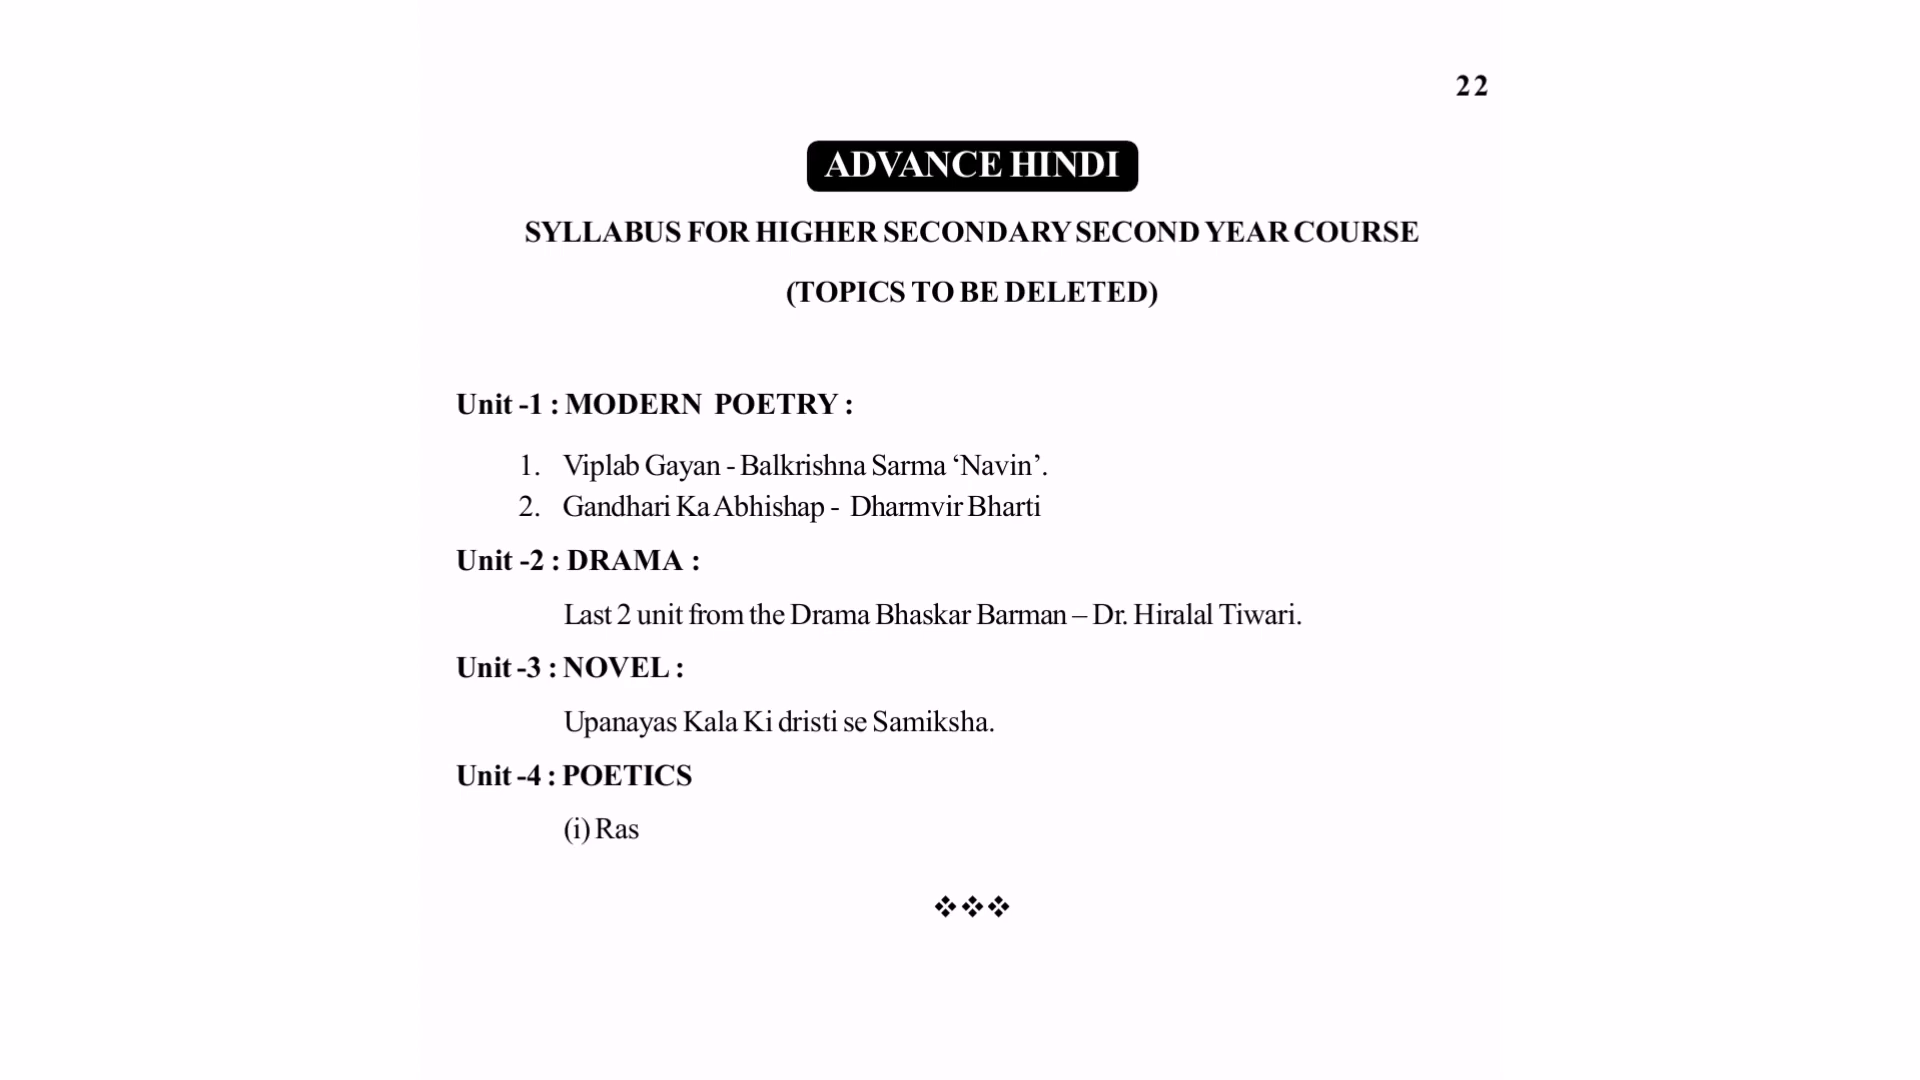 22
ADVANCE HINDI
SYLLABUS FOR HIGHER SECONDARY SECOND YEAR COURSE
(TOPICS TO BE DELETED)
Unit -1 : MODERN POETRY :
1. Viplab Gayan - Balkrishna Sarma ‘Navin’.
2. Gandhari Ka Abhishap - Dharmvir Bharti
Unit -2 : DRAMA :
Last 2 unit from the Drama Bhaskar Barman – Dr. Hiralal Tiwari.
Unit -3 : NOVEL :
Upanayas Kala Ki dristi se Samiksha.
Unit -4 : POETICS
(i) Ras
❖❖❖